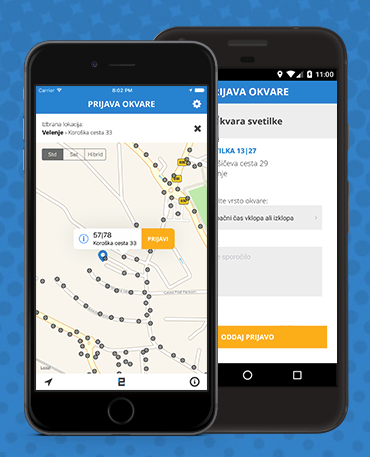 Carrier
8:02 PM
PRIJAVA OKVARE
Izbrana lokacija:
Velenje - Koroška cesta 33
Std
Sat
Hibrid
57|78
Koroška cesta 33
PRIJAVI
Legal
11:00
RIJAVA OKVARE
kvara svetilke
TILKA 13|27
šičeva cesta 29
nje
ite vrsto okvare:
pačni čas vklopa ali izklopa
e sporočilo
ODDAJ PRIJAVO